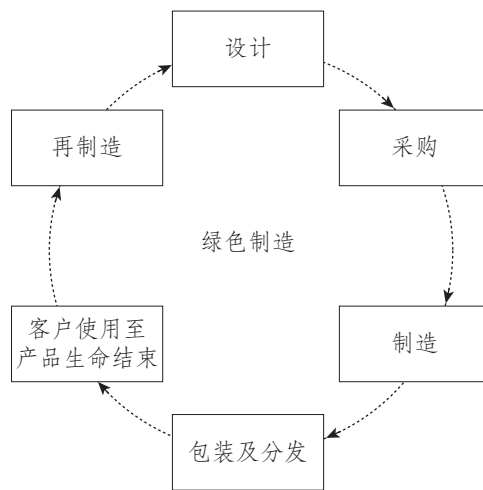 设计
采购
制造
包装及分发
客户使用至
产品生命结束
再制造
绿色制造